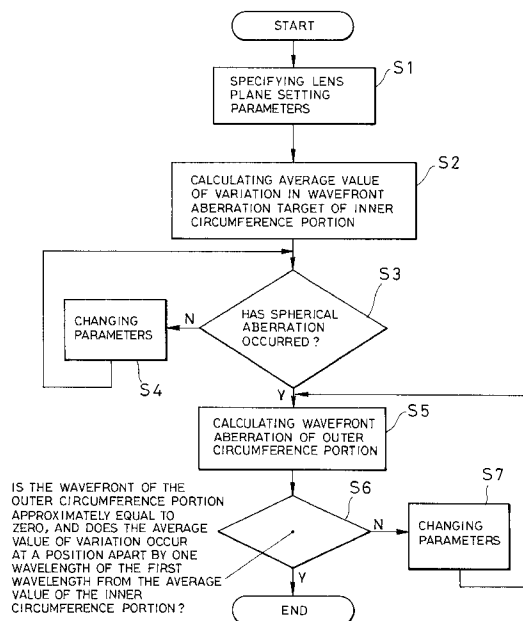 START
SPECIFYING LENS
PLANE SETTING
PARAMETERS
S1
CALCULATING AVERAGE VALUE
OF VARIATION IN WAVEFRONT
ABERRATION TARGET OF INNER
CIRCUMFERENCE PORTION
S2
HAS SPHERICAL
ABERRATION
OCCURRED?
S3
N
CHANGING
PARAMETERS
S4
Y
CALCULATING WAVEFRONT
ABERRATION OF OUTER
CIRCUMFERENCE PORTION
S5
IS THE WAVEFRONT OF THE
OUTER CIRCUMFERENCE PORTION
APPROXIMATELY EQUAL TO
ZERO, AND DOES THE AVERAGE
VALUE OF VARIATION OCCUR
AT A POSITION APART BY ONE
WAVELENGTH OF THE FIRST
WAVELENGTH FROM THE AVERAGE
VALUE OF THE INNER
CIRCUMFERENCE PORTION?
S6
N
CHANGING
PARAMETERS
S7
Y
END